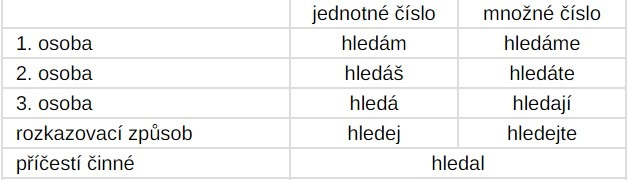 jednotné číslo množné číslo
1. osoba hledám hledáme
2. osoba hledáš hledáte
3. osoba hledá hledají
rozkazovací způsob hledej hledejte
příčestí činné hledal